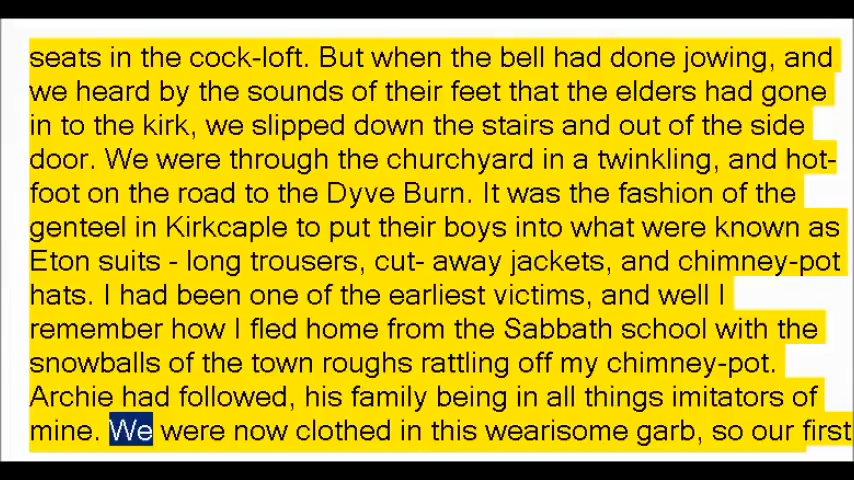 seats in the cock-loft. But when the bell had done jowing, and
we heard by the sounds of their feet that the elders had gone
in to the kirk, we slipped down the stairs and out of the side
door. We were through the churchyard in a twinkling, and hot-
foot on the road to the Dyve Burn. It was the fashion of the
genteel in Kirkcaple to put their boys into what were known as
Eton suits - long trousers, cut- away jackets, and chimney-pot
hats. I had been one of the earliest victims, and well I
remember how I fled home from the Sabbath school with the
snowballs of the town roughs rattling off my chimney-pot.
Archie had followed, his family being in all things imitators of
mine. We were now clothed in this wearisome garb, so our first